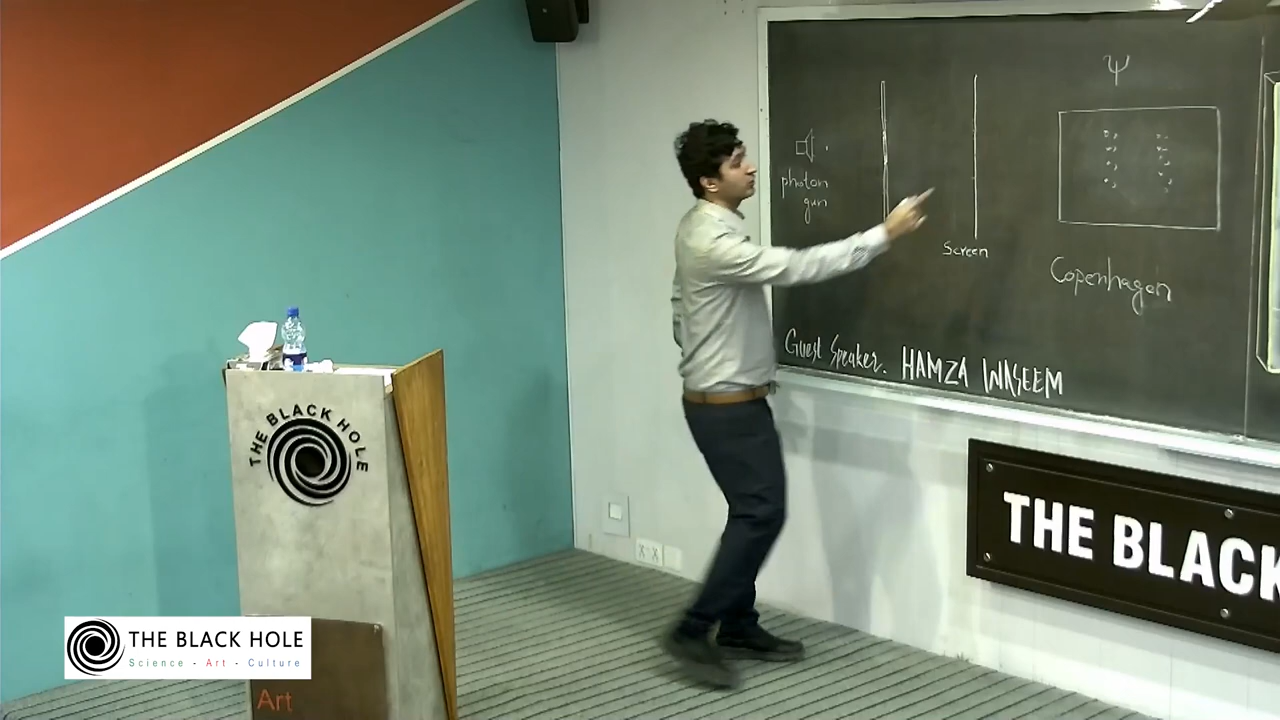 Ψ
photon
gun
Screen
Copenhagen
Guest Speaker. HAMZA WASEEM
THE BLACK HOLE
THE BLACK
THE BLACK HOLE
Science - Art - Culture
Art